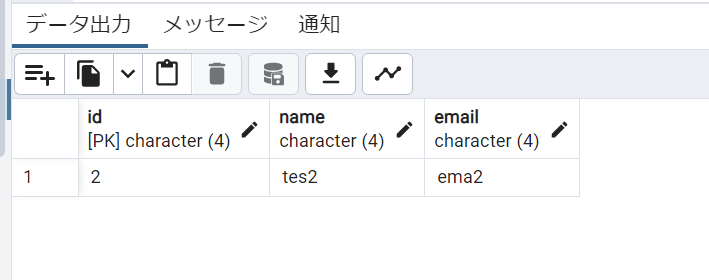 データ出力 メッセージ 通知
id name email
[PK] character (4) character (4) character (4)
1 2 tes2 ema2